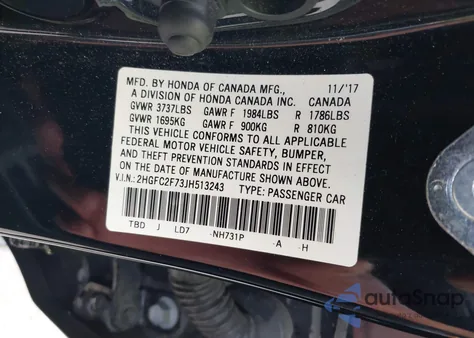 MFD. BY HONDA OF CANADA MFG., 11/'17
A DIVISION OF HONDA CANADA INC. CANADA
GVWR 3737LBS GAWR F 1984LBS R 1786LBS
GVWR 1695KG GAWR F 900KG R 810KG
THIS VEHICLE CONFORMS TO ALL APPLICABLE
FEDERAL MOTOR VEHICLE SAFETY, BUMPER,
AND THEFT PREVENTION STANDARDS IN EFFECT
ON THE DATE OF MANUFACTURE SHOWN ABOVE.
V.I.N.: 2HGFC2F73JH513243 TYPE: PASSENGER CAR
TBD J LD7 -NH731P -A -H
autoSnap